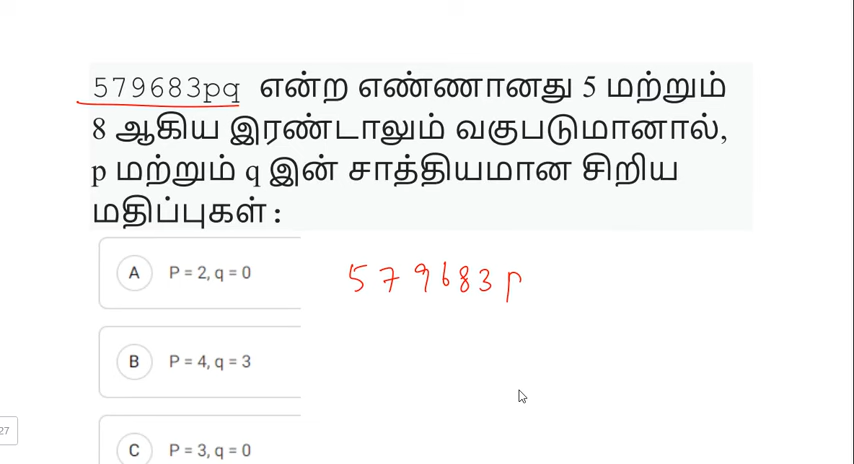 579683pq என்ற எண்ணானது 5 மற்றும்
8 ஆகிய இரண்டாலும் வகுபடுமானால்,
p மற்றும் q இன் சாத்தியமான சிறிய
மதிப்புகள் :
A P = 2, q = 0
579683p
B P = 4, q = 3
27
C P = 3, q = 0